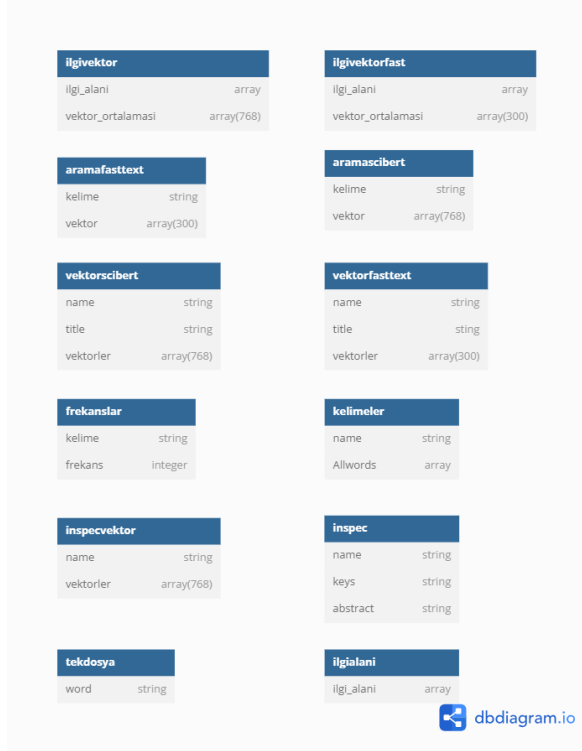 ilgivektor
ilgi_alani array
vektor_ortalamasi array(768)
ilgivektorfast
ilgi_alani array
vektor_ortalamasi array(300)
aramafasttext
kelime string
vektor array(300)
aramascibert
kelime string
vektor array(768)
vektorscibert
name string
title string
vektorler array(768)
vektorfasttext
name string
title sting
vektorler array(300)
frekanslar
kelime string
frekans integer
kelimeler
name string
Allwords array
inspecvektor
name string
vektorler array(768)
inspec
name string
keys string
abstract string
tekdosya
word string
ilgialani
ilgi_alani array
dbdiagram.io